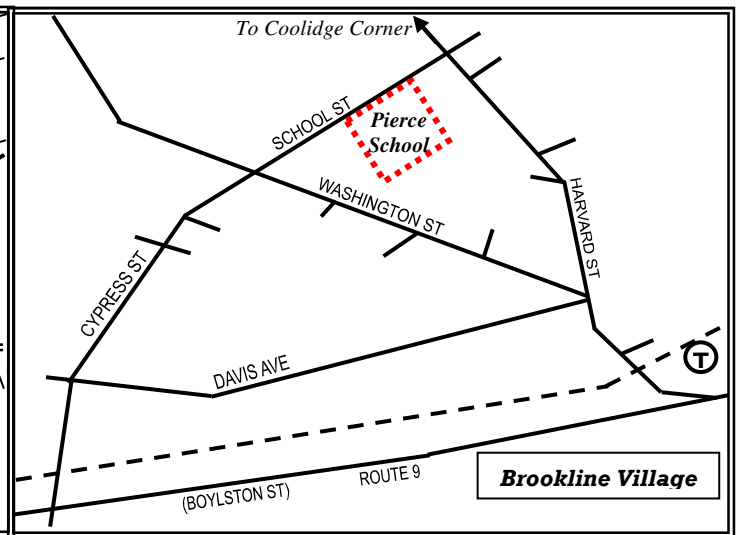 To Coolidge Corner
SCHOOL ST
Pierce
School
WASHINGTON ST
HARVARD ST
CYPRESS ST
DAVIS AVE
T
ROUTE 9
(BOYLSTON ST)
Brookline Village